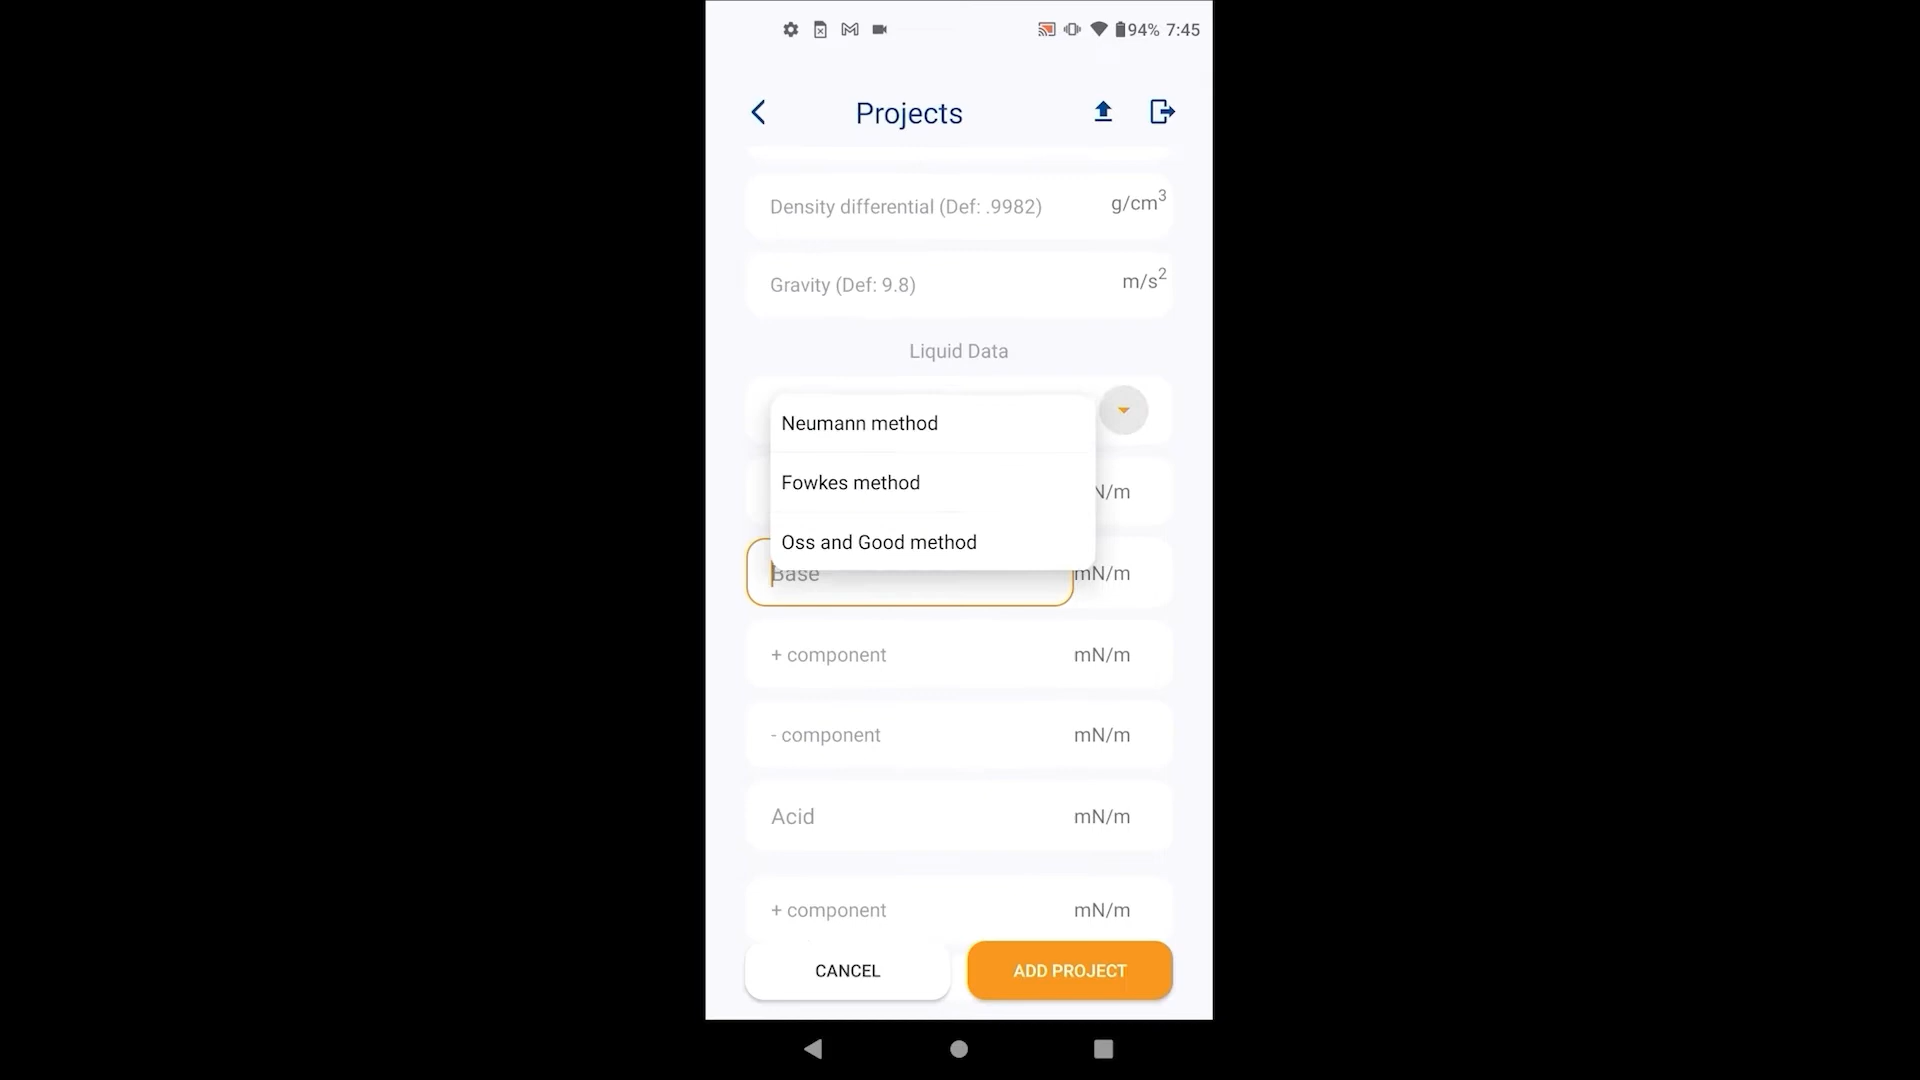 94% 7:45
Projects
Density differential (Def: .9982) g/cm³
Gravity (Def: 9.8) m/s²
Liquid Data
Neumann method
Fowkes method
N/m
Oss and Good method
Base mN/m
+ component mN/m
- component mN/m
Acid mN/m
+ component mN/m
CANCEL ADD PROJECT